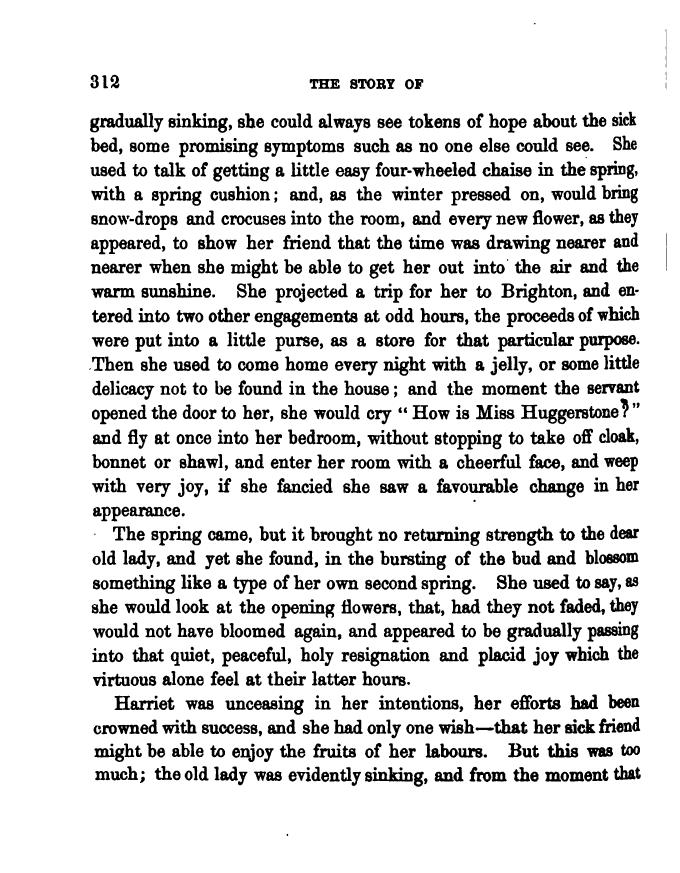 312 THE STORY OF
gradually sinking, she could always see tokens of hope about the sick
bed, some promising symptoms such as no one else could see. She
used to talk of getting a little easy four-wheeled chaise in the spring,
with a spring cushion; and, as the winter pressed on, would bring
snow-drops and crocuses into the room, and every new flower, as they
appeared, to show her friend that the time was drawing nearer and
nearer when she might be able to get her out into the air and the
warm sunshine. She projected a trip for her to Brighton, and en-
tered into two other engagements at odd hours, the proceeds of which
were put into a little purse, as a store for that particular purpose.
Then she used to come home every night with a jelly, or some little
delicacy not to be found in the house; and the moment the servant
opened the door to her, she would cry “ How is Miss Huggerstone?”
and fly at once into her bedroom, without stopping to take off cloak,
bonnet or shawl, and enter her room with a cheerful face, and weep
with very joy, if she fancied she saw a favourable change in her
appearance.
The spring came, but it brought no returning strength to the dear
old lady, and yet she found, in the bursting of the bud and blossom
something like a type of her own second spring. She used to say, as
she would look at the opening flowers, that, had they not faded, they
would not have bloomed again, and appeared to be gradually passing
into that quiet, peaceful, holy resignation and placid joy which the
virtuous alone feel at their latter hours.
Harriet was unceasing in her intentions, her efforts had been
crowned with success, and she had only one wish—that her sick friend
might be able to enjoy the fruits of her labours. But this was too
much; the old lady was evidently sinking, and from the moment that